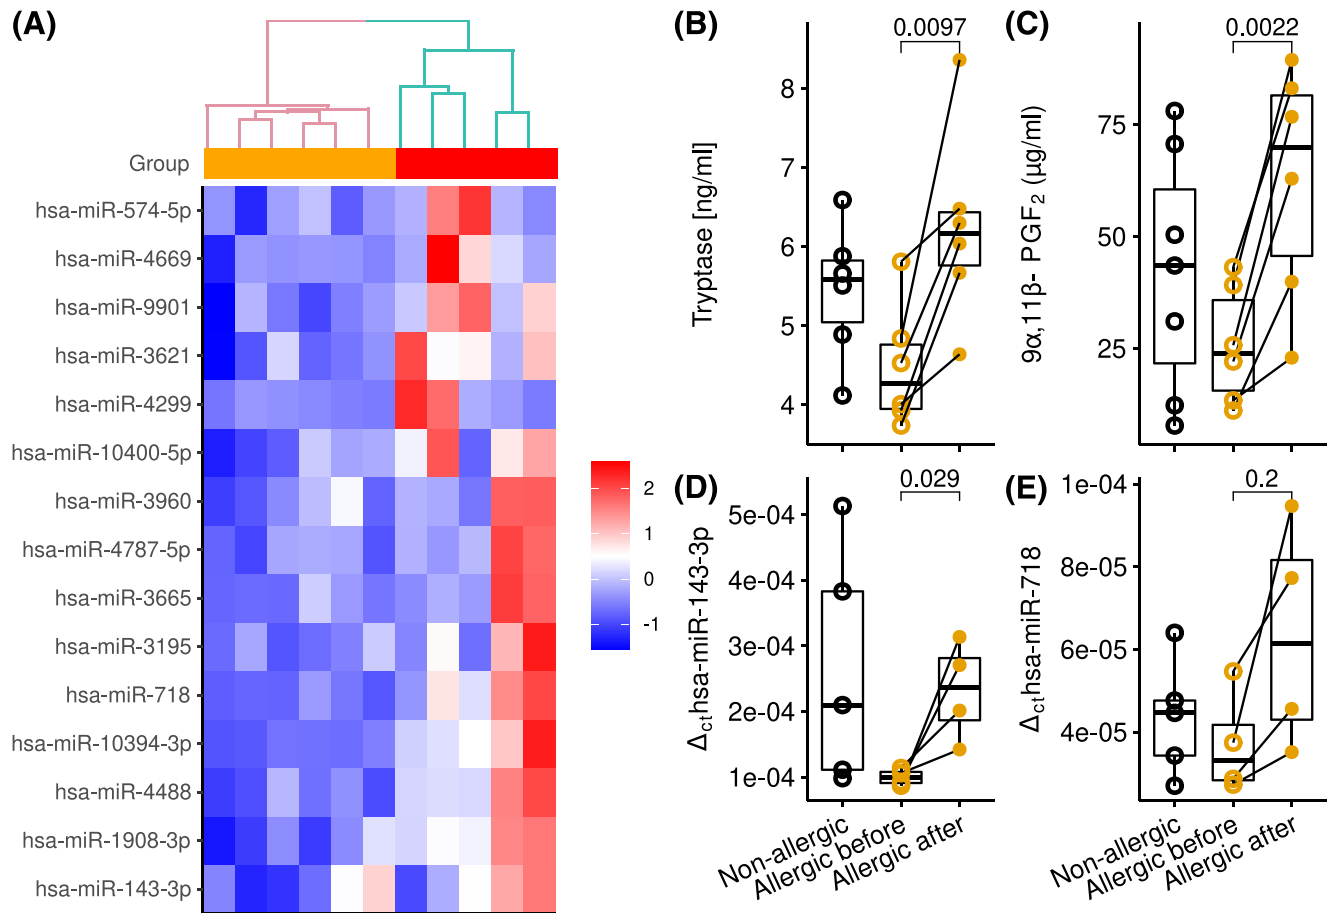 (A)
Group
hsa-miR-574-5p
hsa-miR-4669
hsa-miR-9901
hsa-miR-3621
hsa-miR-4299
hsa-miR-10400-5p
hsa-miR-3960
hsa-miR-4787-5p
hsa-miR-3665
hsa-miR-3195
hsa-miR-718
hsa-miR-10394-3p
hsa-miR-4488
hsa-miR-1908-3p
hsa-miR-143-3p
2
1
0
-1
(B)
0.0097
Tryptase [ng/ml]
8
7
6
5
4
(C)
0.0022
9α,11β- PGF₂ (μg/ml)
75
50
25
(D)
0.029
Δct hsa-miR-143-3p
5e-04
4e-04
3e-04
2e-04
1e-04
Non-allergic
Allergic before
Allergic after
(E)
0.2
Δct hsa-miR-718
1e-04
8e-05
6e-05
4e-05
Non-allergic
Allergic before
Allergic after